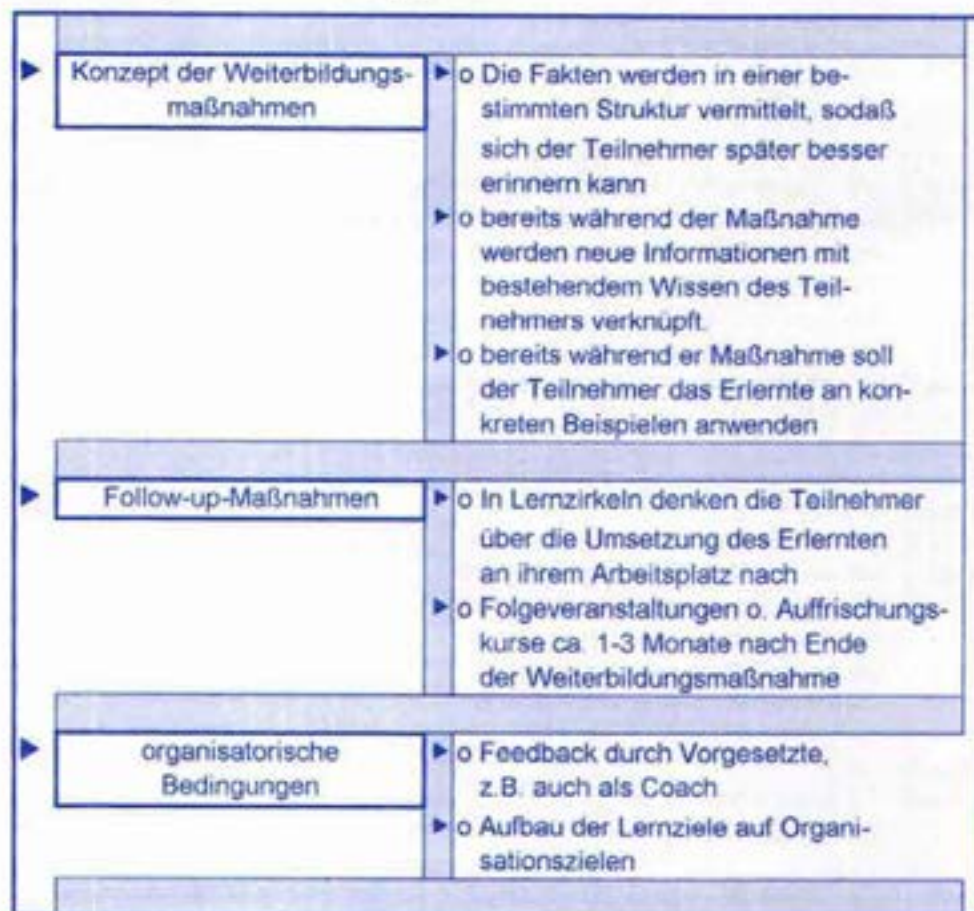 Konzept der Weiterbildungs-
maßnahmen
o Die Fakten werden in einer be-
stimmten Struktur vermittelt, sodaß
sich der Teilnehmer später besser
erinnern kann
o bereits während der Maßnahme
werden neue Informationen mit
bestehendem Wissen des Teil-
nehmers verknüpft.
o bereits während er Maßnahme soll
der Teilnehmer das Erlernte an kon-
kreten Beispielen anwenden
Follow-up-Maßnahmen
o In Lernzirkeln denken die Teilnehmer
über die Umsetzung des Erlernten
an ihrem Arbeitsplatz nach
o Folgeveranstaltungen o. Auffrischungs-
kurse ca. 1-3 Monate nach Ende
der Weiterbildungsmaßnahme
organisatorische
Bedingungen
o Feedback durch Vorgesetzte,
z.B. auch als Coach
o Aufbau der Lernziele auf Organi-
sationszielen